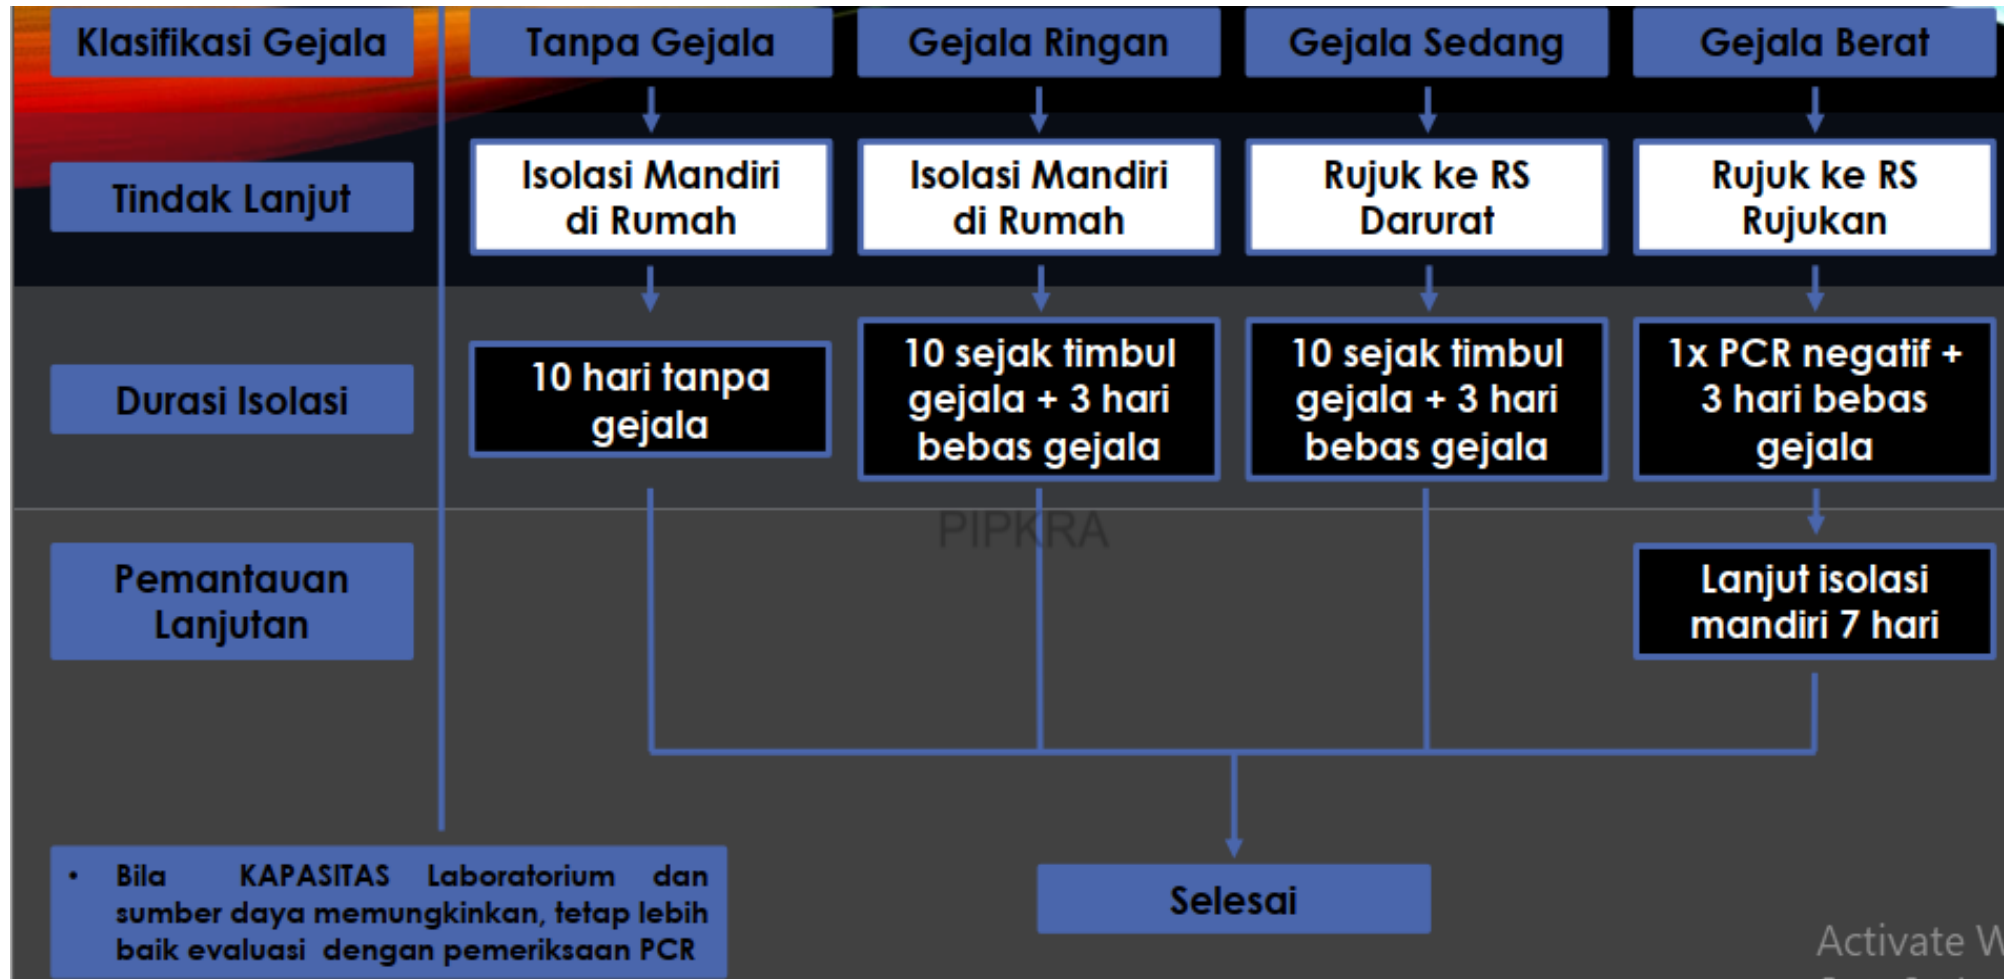 Klasifikasi Gejala
Tanpa Gejala
Gejala Ringan
Gejala Sedang
Gejala Berat
Tindak Lanjut
Isolasi Mandiri
di Rumah
Isolasi Mandiri
di Rumah
Rujuk ke RS
Darurat
Rujuk ke RS
Rujukan
Durasi Isolasi
10 hari tanpa
gejala
10 sejak timbul
gejala + 3 hari
bebas gejala
10 sejak timbul
gejala + 3 hari
bebas gejala
1x PCR negatif +
3 hari bebas
gejala
PIPKRA
Pemantauan
Lanjutan
Lanjut isolasi
mandiri 7 hari
• Bila KAPASITAS Laboratorium dan
sumber daya memungkinkan, tetap lebih
baik evaluasi dengan pemeriksaan PCR
Selesai
Activate